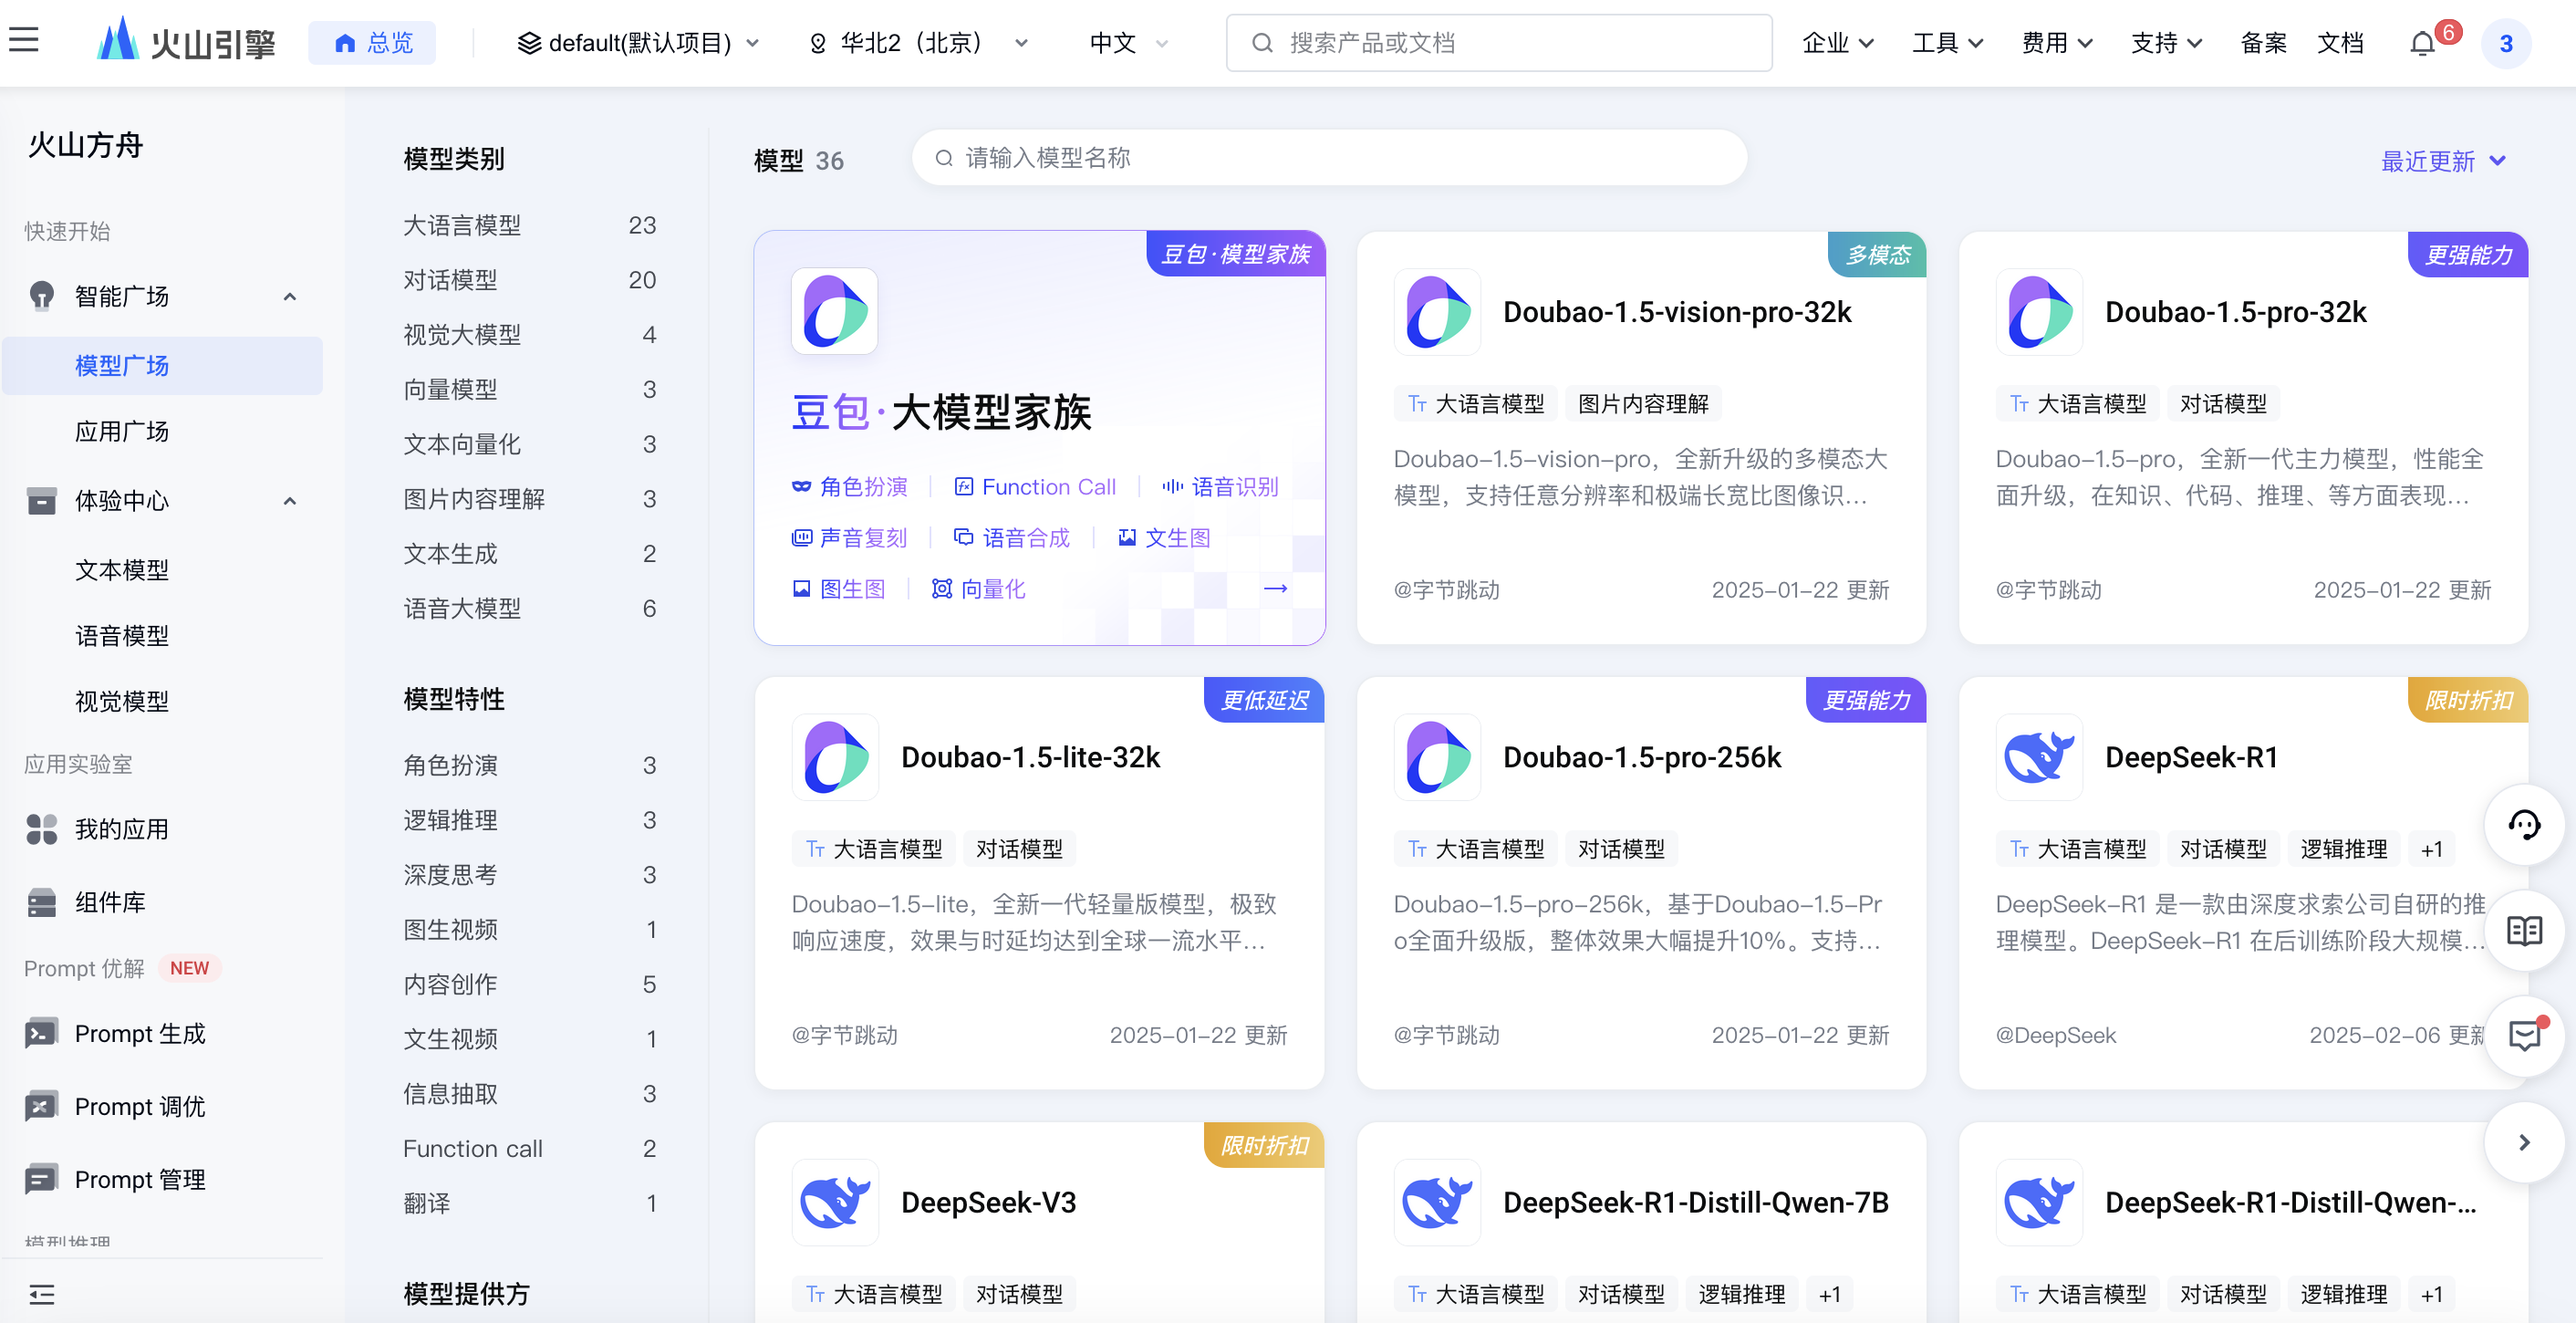 火山引擎
总览
default(默认项目)
华北2（北京）
中文
搜索产品或文档
企业
工具
费用
支持
备案
文档
6
3
火山方舟
快速开始
智能广场
模型广场
应用广场
体验中心
文本模型
语音模型
视觉模型
应用实验室
我的应用
组件库
Prompt 优解 NEW
Prompt 生成
Prompt 调优
Prompt 管理
模型推理
模型类别
大语言模型 23
对话模型 20
视觉大模型 4
向量模型 3
文本向量化 3
图片内容理解 3
文本生成 2
语音大模型 6
模型特性
角色扮演 3
逻辑推理 3
深度思考 3
图生视频 1
内容创作 5
文生视频 1
信息抽取 3
Function call 2
翻译 1
模型提供方
模型 36
请输入模型名称
最近更新
豆包·模型家族
豆包·大模型家族
角色扮演 Function Call 语音识别
声音复刻 语音合成 文生图
图生图 向量化
多模态
Doubao-1.5-vision-pro-32k
大语言模型 图片内容理解
Doubao-1.5-vision-pro，全新升级的多模态大
模型，支持任意分辨率和极端长宽比图像识...
@字节跳动 2025-01-22 更新
更强能力
Doubao-1.5-pro-32k
大语言模型 对话模型
Doubao-1.5-pro，全新一代主力模型，性能全
面升级，在知识、代码、推理、等方面表现...
@字节跳动 2025-01-22 更新
更低延迟
Doubao-1.5-lite-32k
大语言模型 对话模型
Doubao-1.5-lite，全新一代轻量版模型，极致
响应速度，效果与时延均达到全球一流水平...
@字节跳动 2025-01-22 更新
更强能力
Doubao-1.5-pro-256k
大语言模型 对话模型
Doubao-1.5-pro-256k，基于Doubao-1.5-Pr
o全面升级版，整体效果大幅提升10%。支持...
@字节跳动 2025-01-22 更新
限时折扣
DeepSeek-R1
大语言模型 对话模型 逻辑推理 +1
DeepSeek-R1 是一款由深度求索公司自研的推
理模型。DeepSeek-R1 在后训练阶段大规模...
@DeepSeek 2025-02-06 更新
限时折扣
DeepSeek-V3
大语言模型 对话模型
DeepSeek-R1-Distill-Qwen-7B
大语言模型 对话模型 逻辑推理 +1
DeepSeek-R1-Distill-Qwen-...
大语言模型 对话模型 逻辑推理 +1